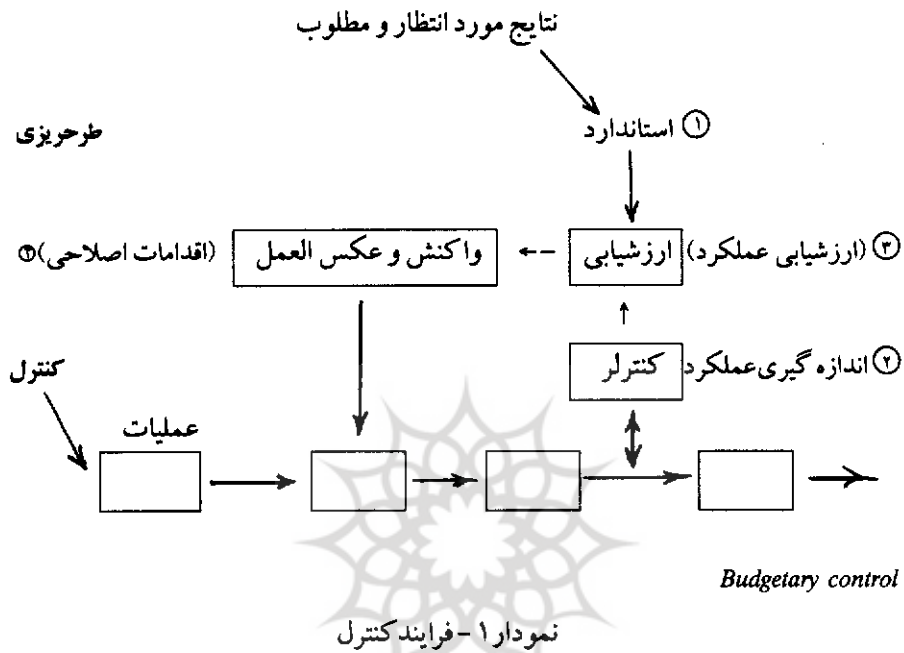 نتایج مورد انتظار و مطلوب
① استاندارد
طرحریزی
③ (ارزشیابی عملکرد) ارزشیابی
واکنش و عکس العمل
(اقدامات اصلاحی)
② اندازه گیری عملکرد کنترلر
کنترل
عملیات
Budgetary control
نمودار ۱ - فرایند کنترل